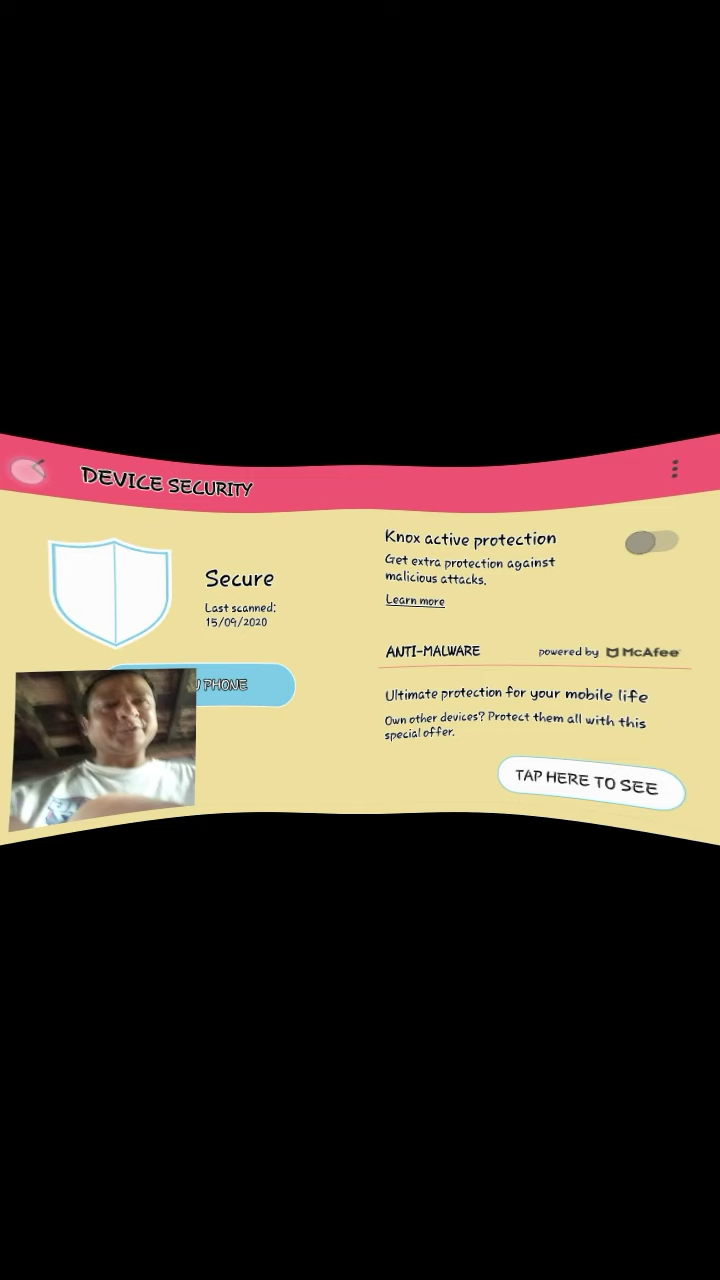 DEVICE SECURITY
Secure
Last scanned:
15/09/2020
PHONE
Knox active protection
Get extra protection against
malicious attacks.
Learn more
ANTI-MALWARE
powered by McAfee
Ultimate protection for your mobile life
Own other devices? Protect them all with this
special offer.
TAP HERE TO SEE